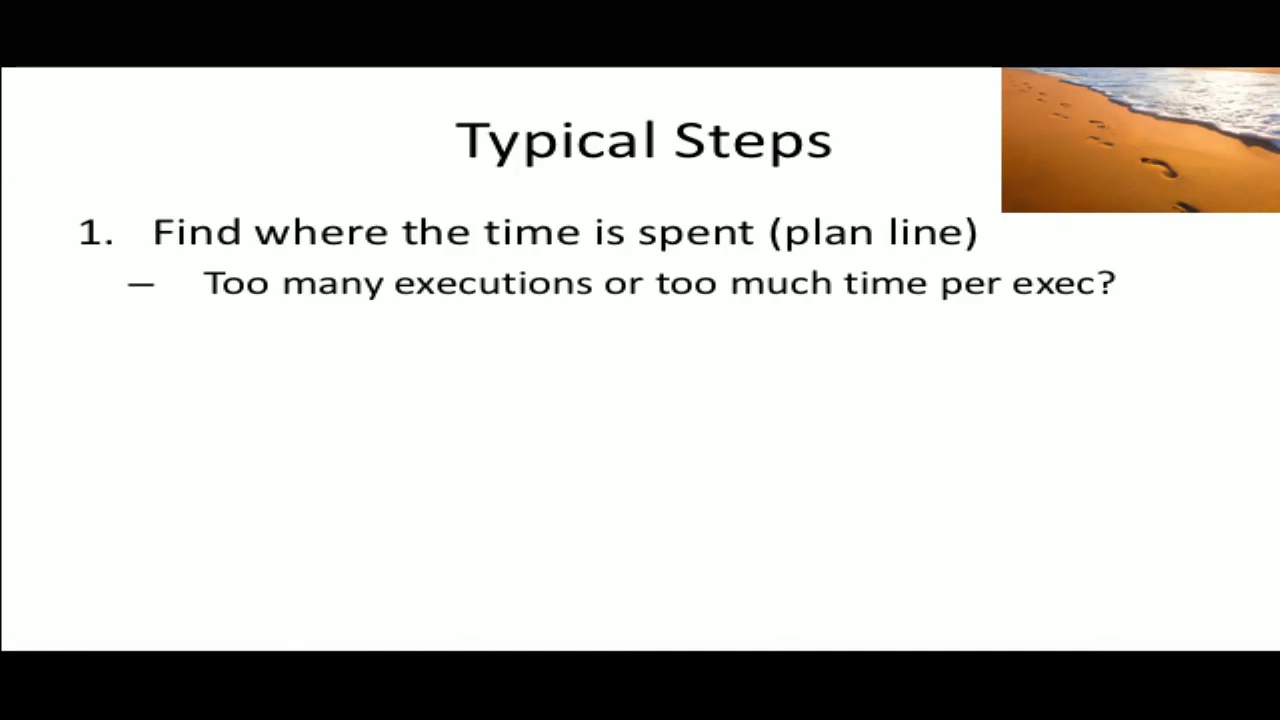 Typical Steps
1. Find where the time is spent (plan line)
– Too many executions or too much time per exec?